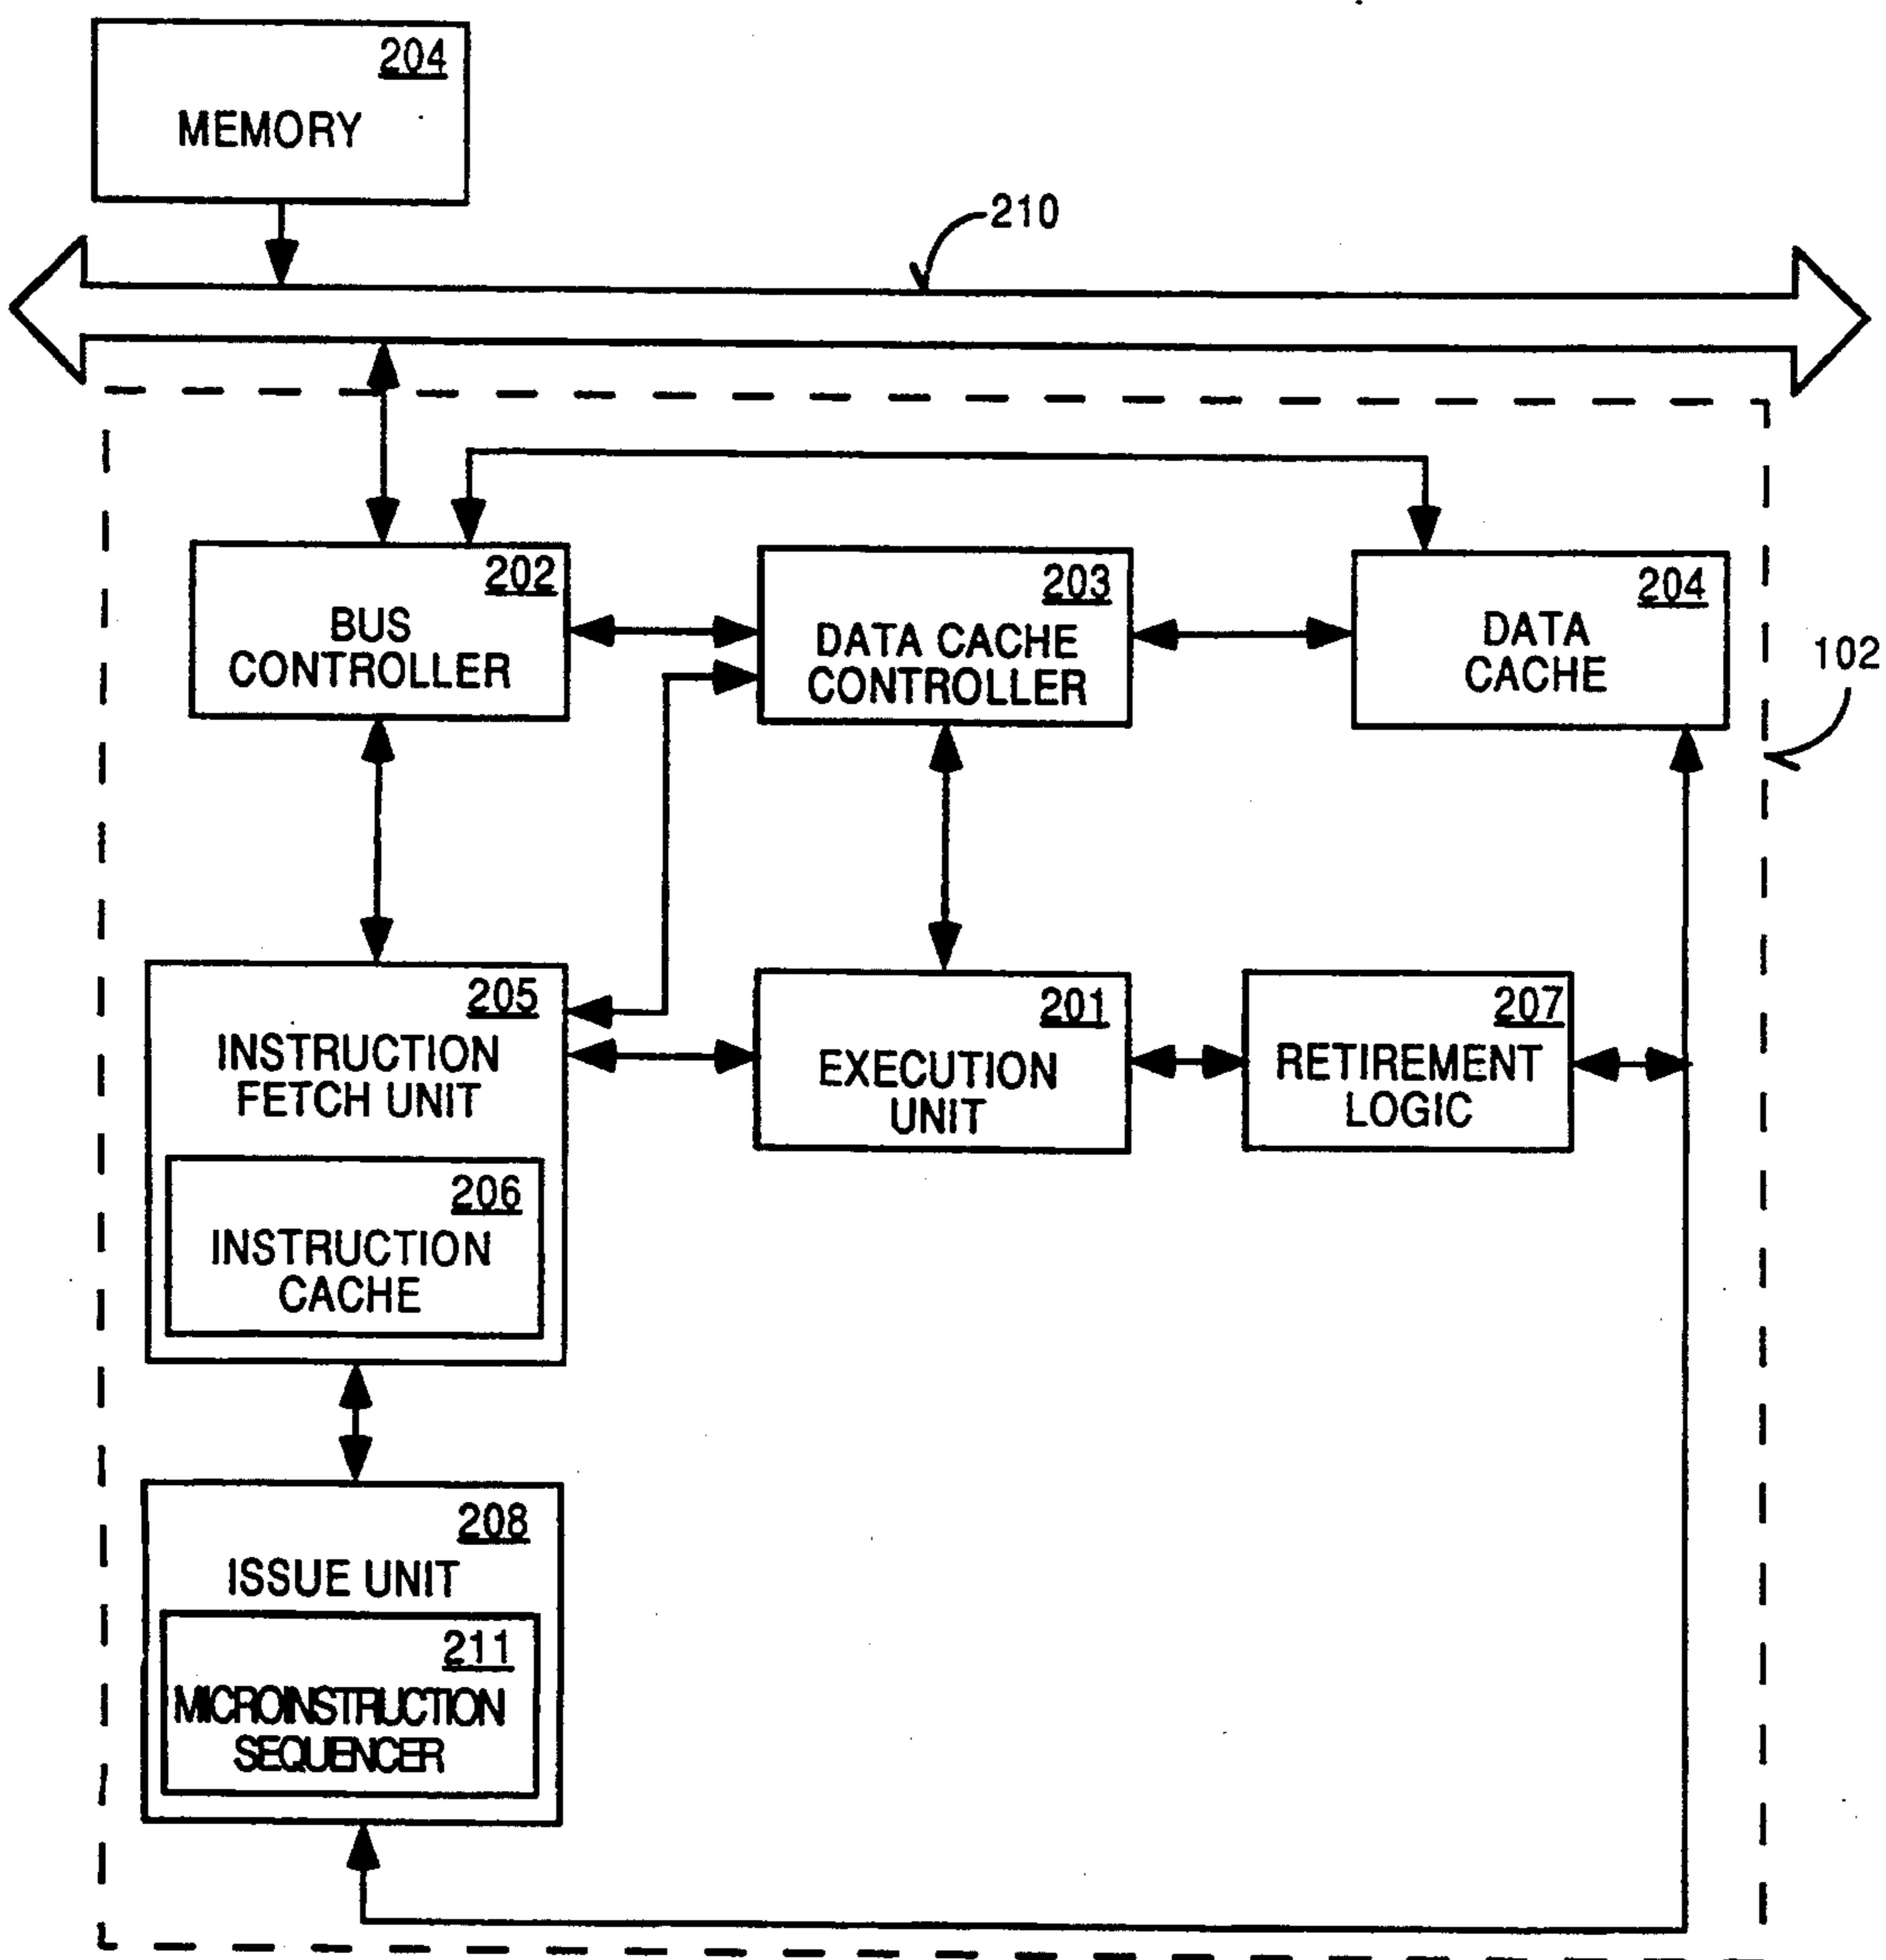 204
MEMORY
210
202
BUS
CONTROLLER
203
DATA CACHE
CONTROLLER
204
DATA
CACHE
102
205
INSTRUCTION
FETCH UNIT
201
EXECUTION
UNIT
207
RETIREMENT
LOGIC
206
INSTRUCTION
CACHE
208
ISSUE UNIT
211
MICROINSTRUCTION
SEQUENCER